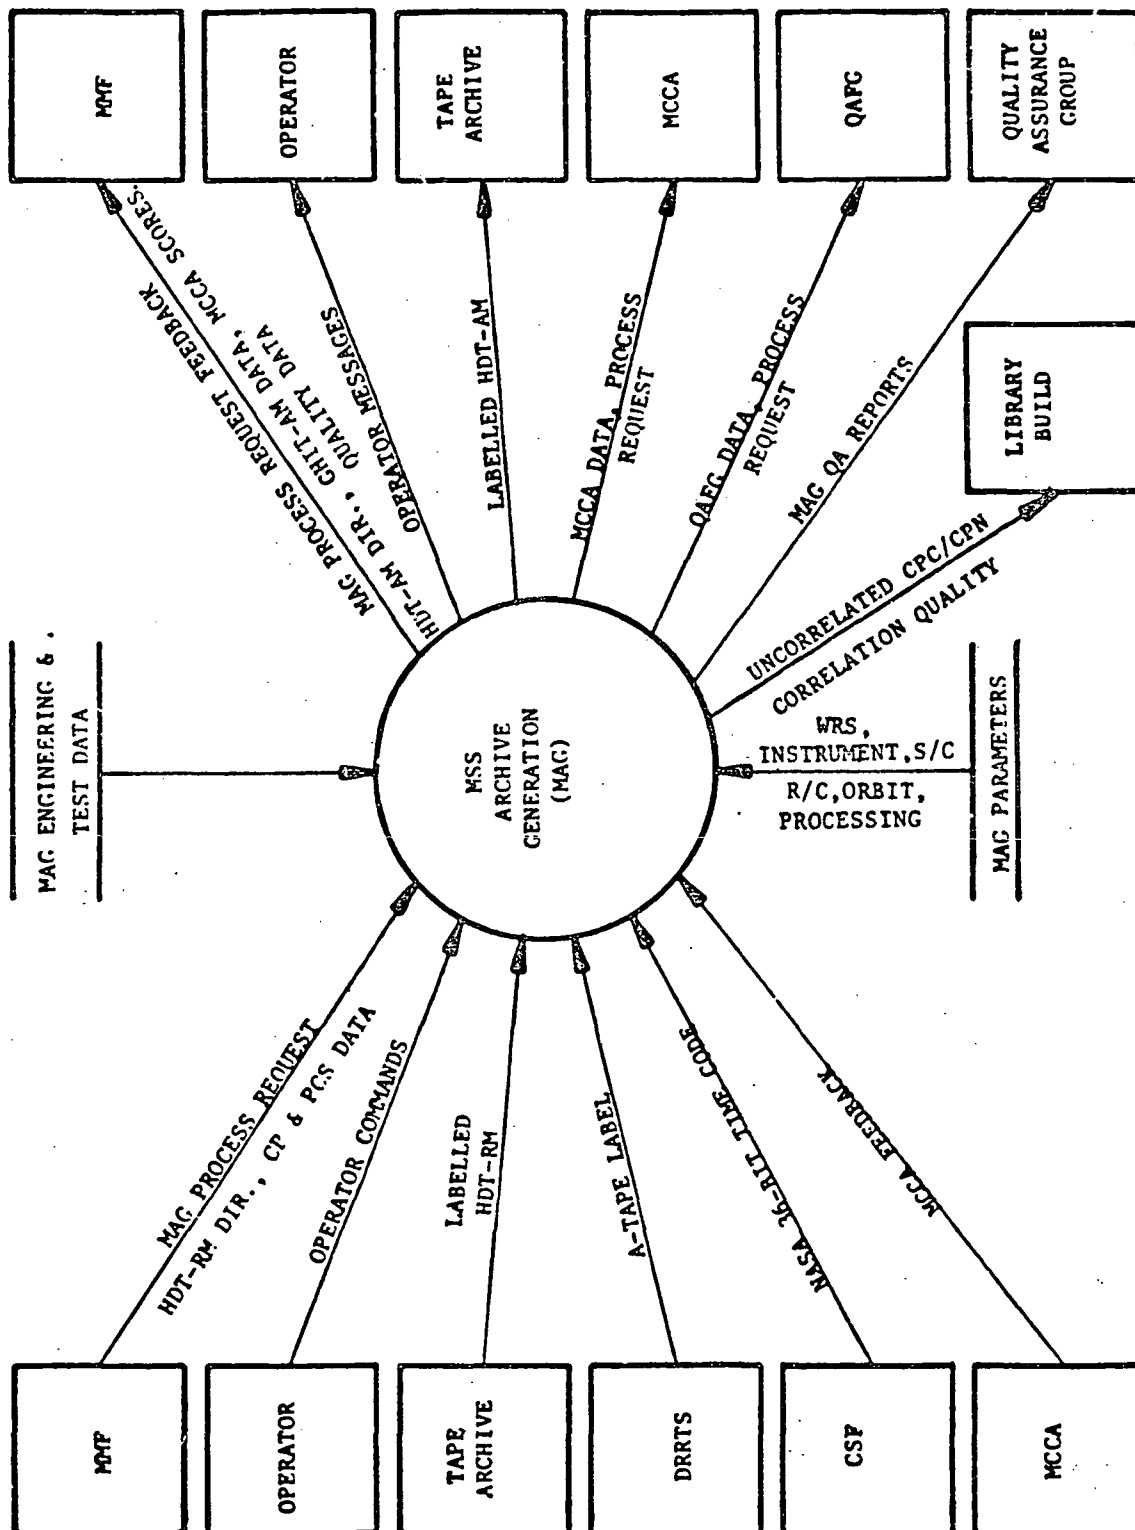 MMF
OPERATOR
TAPE
ARCHIVE
DRRTS
CSF
MCCA
MAG PROCESS REQUEST
HDT-RM DIR., CP & PCS DATA
OPERATOR COMMANDS
LABELLED
HDT-RM
A-TAPE LABEL
NASA 36-BIT TIME CODE
MCCA FEEDBACK
MAG ENGINEERING & .
TEST DATA
MSS
ARCHIVE
GENERATION
(MAG)
WRS,
INSTRUMENT,S/C
R/C,ORBIT,
PROCESSING
MAG PARAMETERS
MAG PROCESS REQUEST FEEDBACK
HDT-AM DIR., GHIT-AM DATA, MCCA SCORES.
QUALITY DATA
OPERATOR MESSAGES
LABELLED HDT-AM
MCCA DATA, PROCESS
REQUEST
QAFG DATA, PROCESS
REQUEST
MAG QA REPORTS
UNCORRELATED CPC/CPN
CORRELATION QUALITY
MMF
OPERATOR
TAPE
ARCHIVE
MCCA
QAFG
QUALITY
ASSURANCE
GROUP
LIBRARY
BUILD